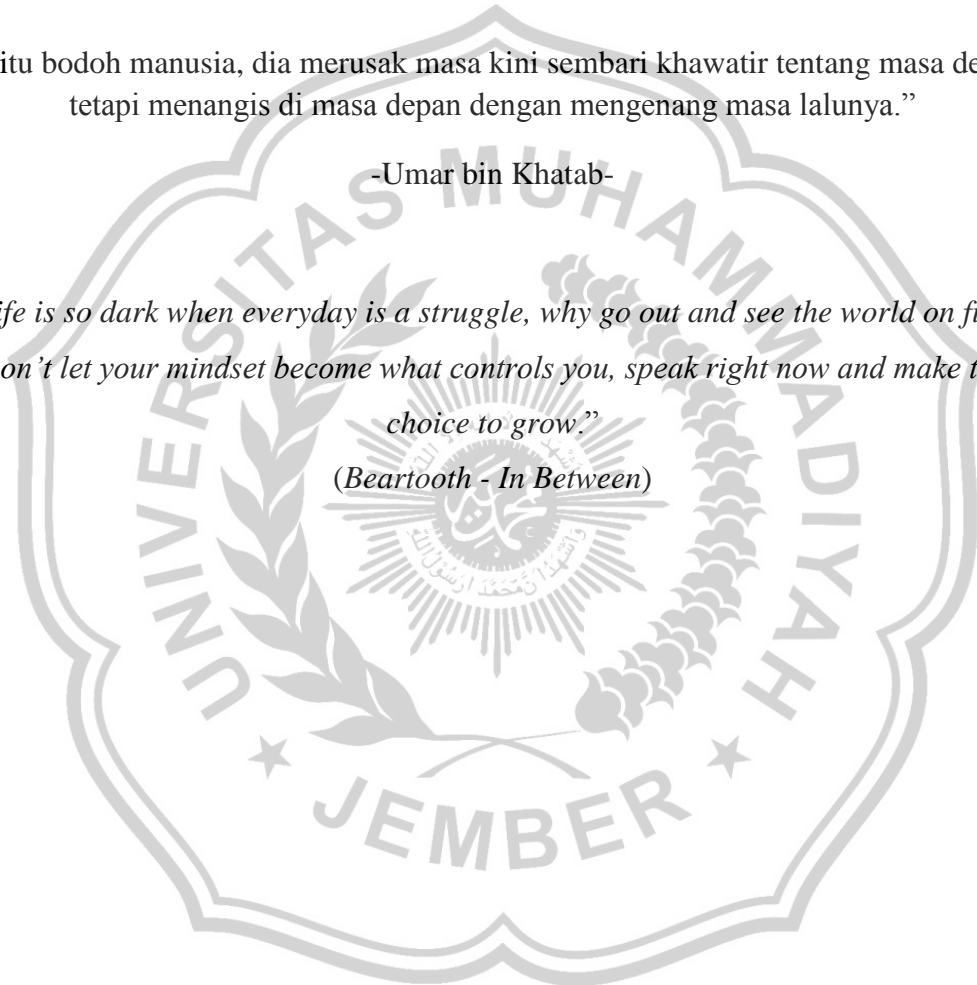 itu bodoh manusia, dia merusak masa kini sembari khawatir tentang masa de
tetapi menangis di masa depan dengan mengenang masa lalunya.”
-Umar bin Khatab-
ife is so dark when everyday is a struggle, why go out and see the world on fi
on’t let your mindset become what controls you, speak right now and make t
choice to grow.”
(Beartooth - In Between)
UNIVERSITAS MUHAMMADIYAH
★ JEMBER ★